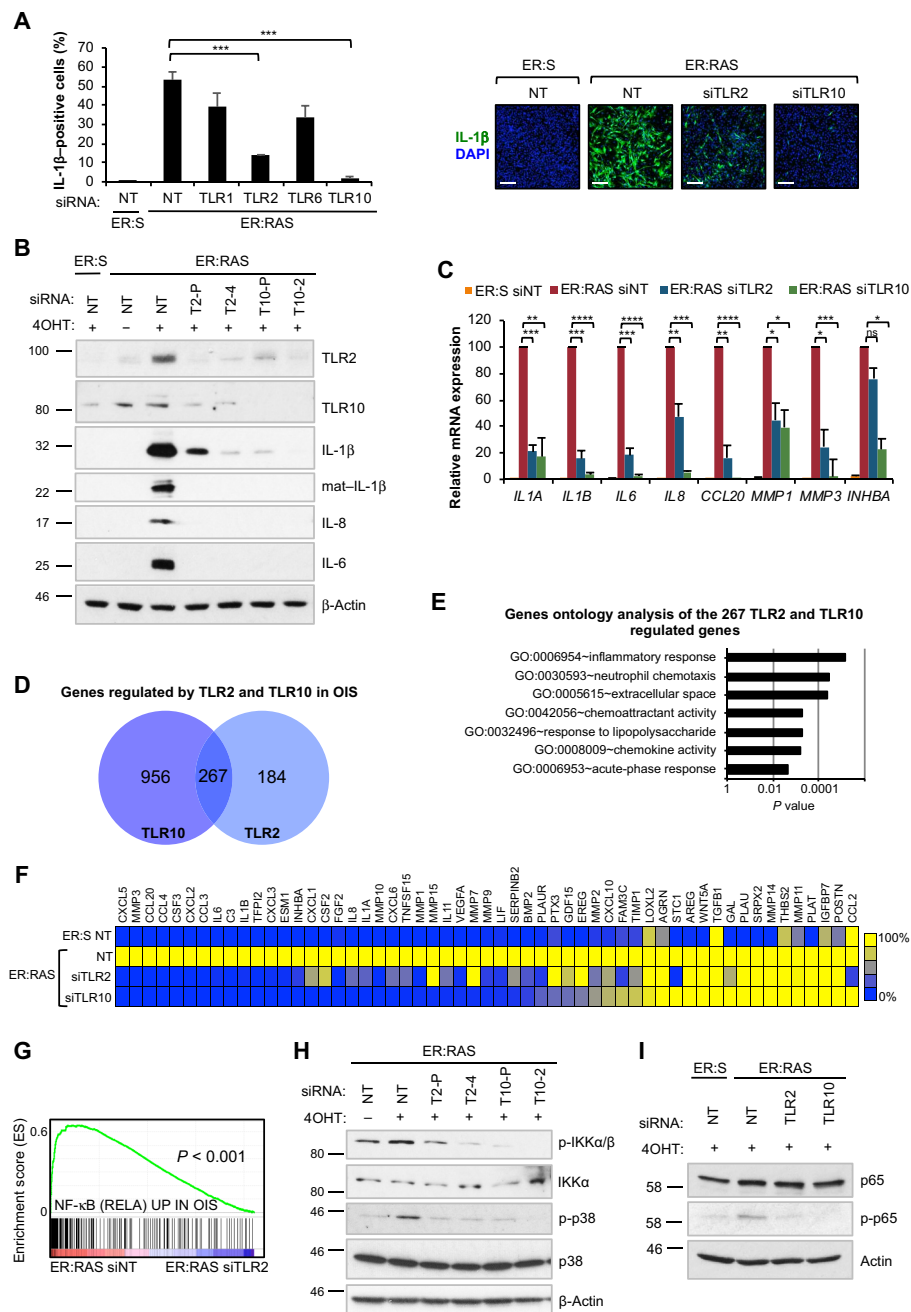 A
IL-1β–positive cells (%)
70
60
50
40
30
20
10
0
***
***
siRNA:
NT
NT
TLR1
TLR2
TLR6
TLR10
ER:S
ER:RAS
ER:S
ER:RAS
NT
NT
siTLR2
siTLR10
IL-1β
DAPI
B
ER:S
ER:RAS
siRNA:
NT
NT
NT
T2-P
T2-4
T10-P
T10-2
4OHT:
+ – + + + + +
100
TLR2
80
TLR10
32
IL-1β
22
mat–IL-1β
17
IL-8
25
IL-6
46
β-Actin
C
ER:S siNT
ER:RAS siNT
ER:RAS siTLR2
ER:RAS siTLR10
Relative mRNA expression
120
100
80
60
40
20
0
**
***
****
***
****
***
***
**
****
**
*
*
***
*
*
ns
IL1A
IL1B
IL6
IL8
CCL20
MMP1
MMP3
INHBA
D
Genes regulated by TLR2 and TLR10 in OIS
956
267
184
TLR10
TLR2
E
Genes ontology analysis of the 267 TLR2 and TLR10
regulated genes
GO:0006954~inflammatory response
GO:0030593~neutrophil chemotaxis
GO:0005615~extracellular space
GO:0042056~chemoattractant activity
GO:0032496~response to lipopolysaccharide
GO:0008009~chemokine activity
GO:0006953~acute-phase response
1
0.01
0.0001
P value
F
CXCL5
MMP3
CCL20
CCL4
CSF3
CXCL2
CCL3
IL6
C3
IL1B
TFPI2
CXCL3
ESM1
INHBA
CXCL1
CSF2
FGF2
IL8
IL1A
MMP10
CXCL6
TNFSF15
MMP1
MMP15
IL11
VEGFA
MMP7
MMP9
LIF
SERPINB2
BMP2
PLAUR
PTX3
GDF15
EREG
MMP2
CXCL10
FAM3C
TIMP1
LOXL2
AGRN
STC1
AREG
WNT5A
TGFB1
GAL
PLAU
SRPX2
MMP14
THBS2
MMP11
PLAT
IGFBP7
POSTN
CCL2
ER:S NT
ER:RAS
NT
siTLR2
siTLR10
100%
0%
G
Enrichment score (ES)
0.6
0
P < 0.001
NF-κB (RELA) UP IN OIS
ER:RAS siNT
ER:RAS siTLR2
H
ER:RAS
siRNA:
NT
NT
T2-P
T2-4
T10-P
T10-2
4OHT:
– + + + + +
80
p-IKKα/β
80
IKKα
46
p-p38
46
p38
46
β-Actin
I
ER:S
ER:RAS
siRNA:
NT
NT
TLR2
TLR10
4OHT:
+ + + +
58
p65
58
p-p65
46
Actin